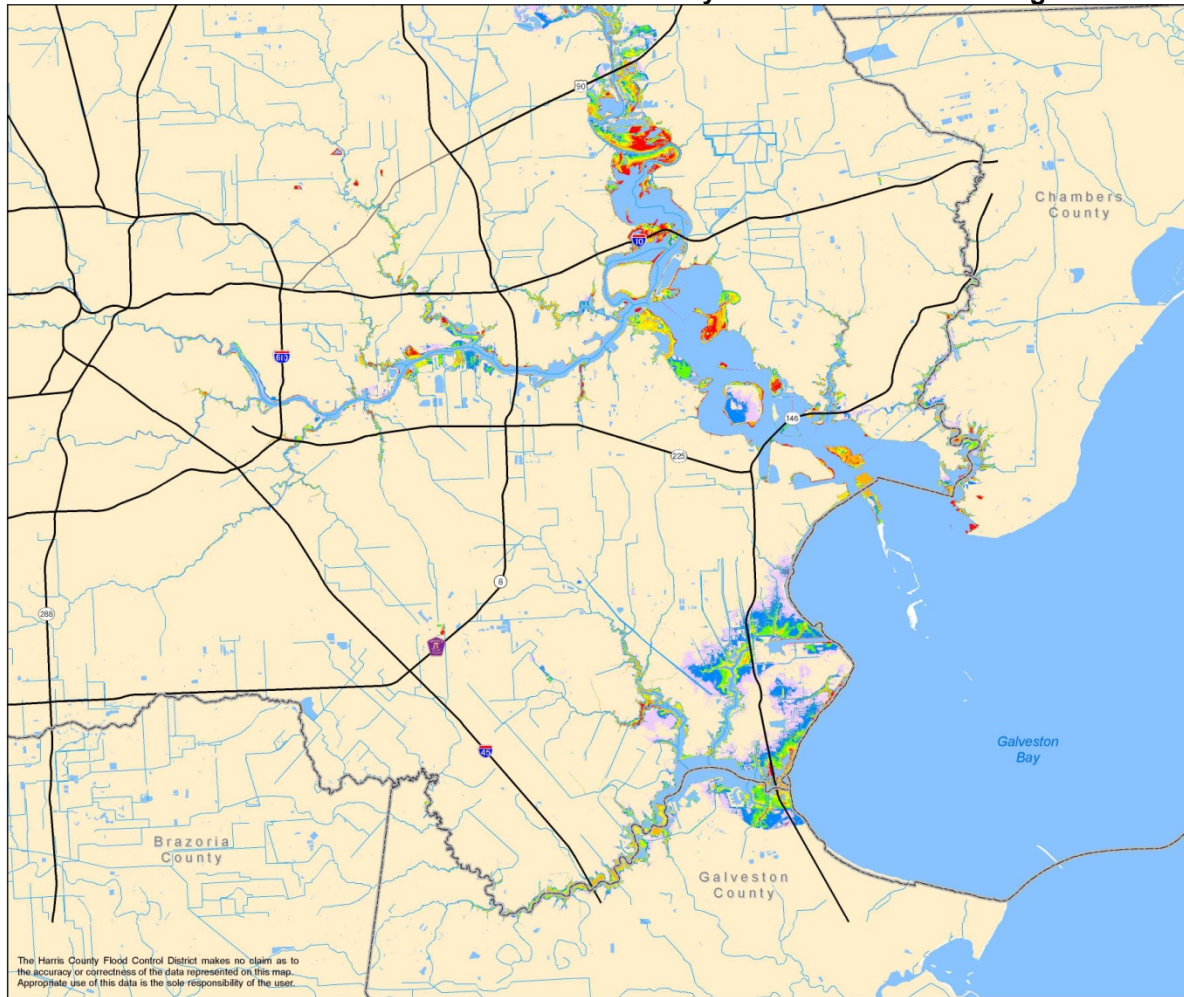 90
Chambers
County
10
610
146
225
8
288
45
Galveston
Bay
Brazoria
County
Galveston
County
The Harris County Flood Control District makes no claim as to
the accuracy or correctness of the data represented on this map.
Appropriate use of this data is the sole responsibility of the user.